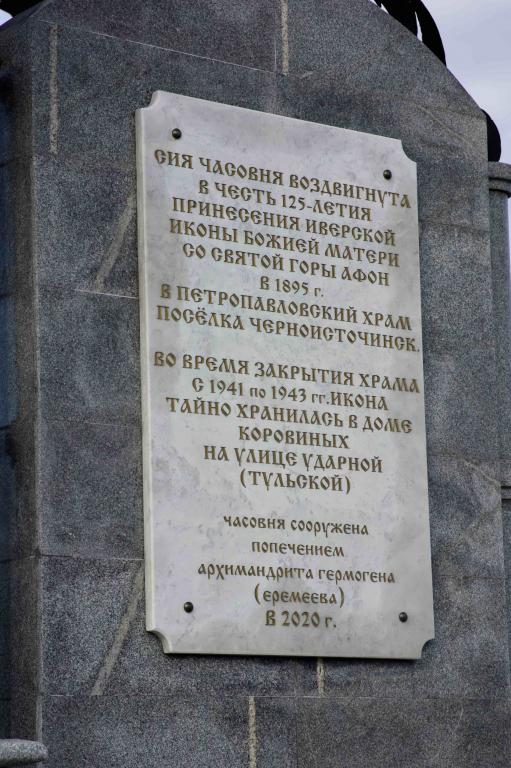 СИЯ ЧАСОВНЯ ВОЗДВИГНУТА
В ЧЕСТЬ 125-ЛЕТИЯ
ПРИНЕСЕНИЯ ИВЕРСКОЙ
ИКОНЫ БОЖИЕЙ МАТЕРИ
СО СВЯТОЙ ГОРЫ АФОН
В 1895 г.
В ПЕТРОПАВЛОВСКИЙ ХРАМ
ПОСЁЛКА ЧЕРНОИСТОЧИНСК.
ВО ВРЕМЯ ЗАКРЫТИЯ ХРАМА
С 1941 по 1943 гг. ИКОНА
ТАЙНО ХРАНИЛАСЬ В ДОМЕ
КОРОВИНЫХ
НА УЛИЦЕ УДАРНОЙ
(ТУЛЬСКОЙ)
часовня сооружена
попечением
архимандрита гермогена
(еремеева)
В 2020 г.